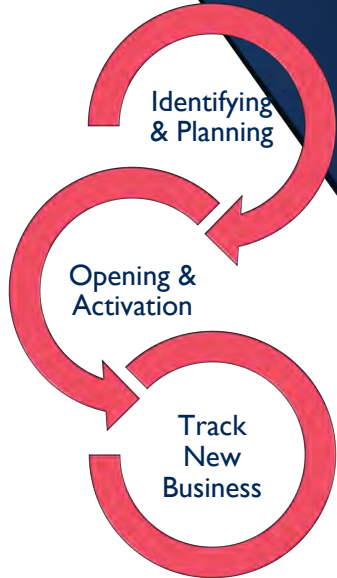 Identifying
& Planning
Opening &
Activation
Track
New
Business